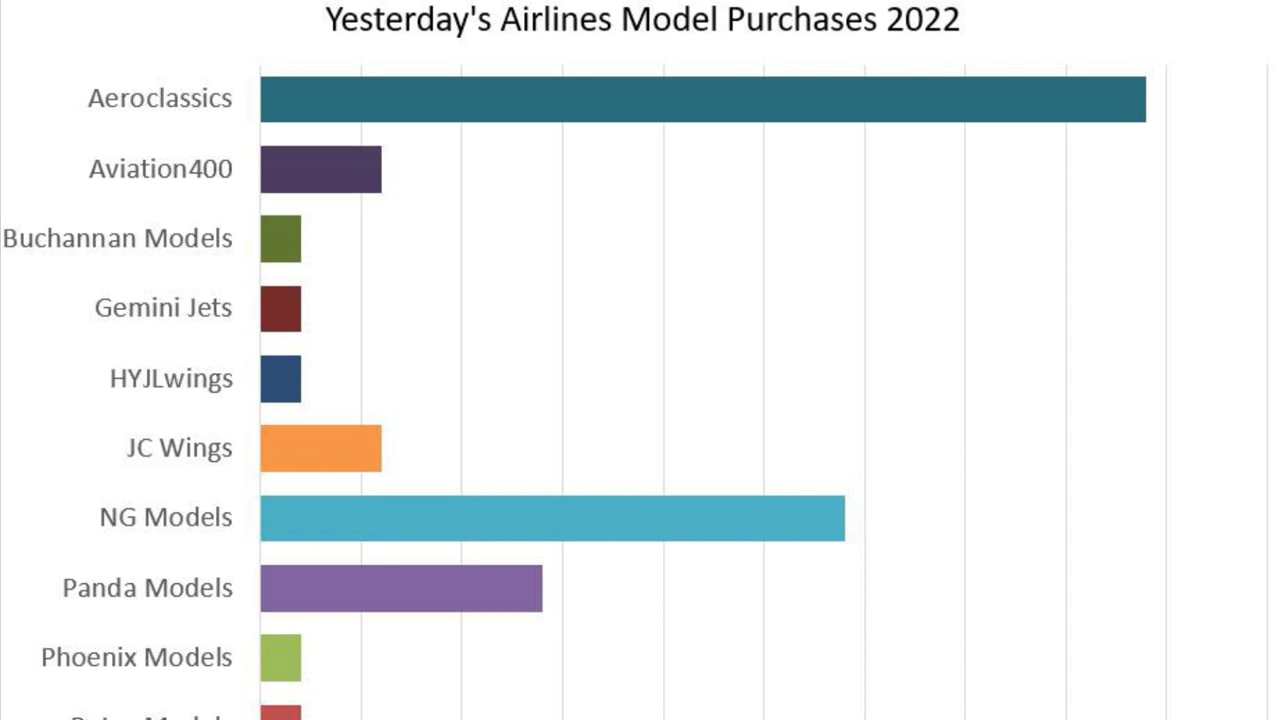 Yesterday's Airlines Model Purchases 2022
Aeroclassics
Aviation400
Buchannan Models
Gemini Jets
HYJLwings
JC Wings
NG Models
Panda Models
Phoenix Models